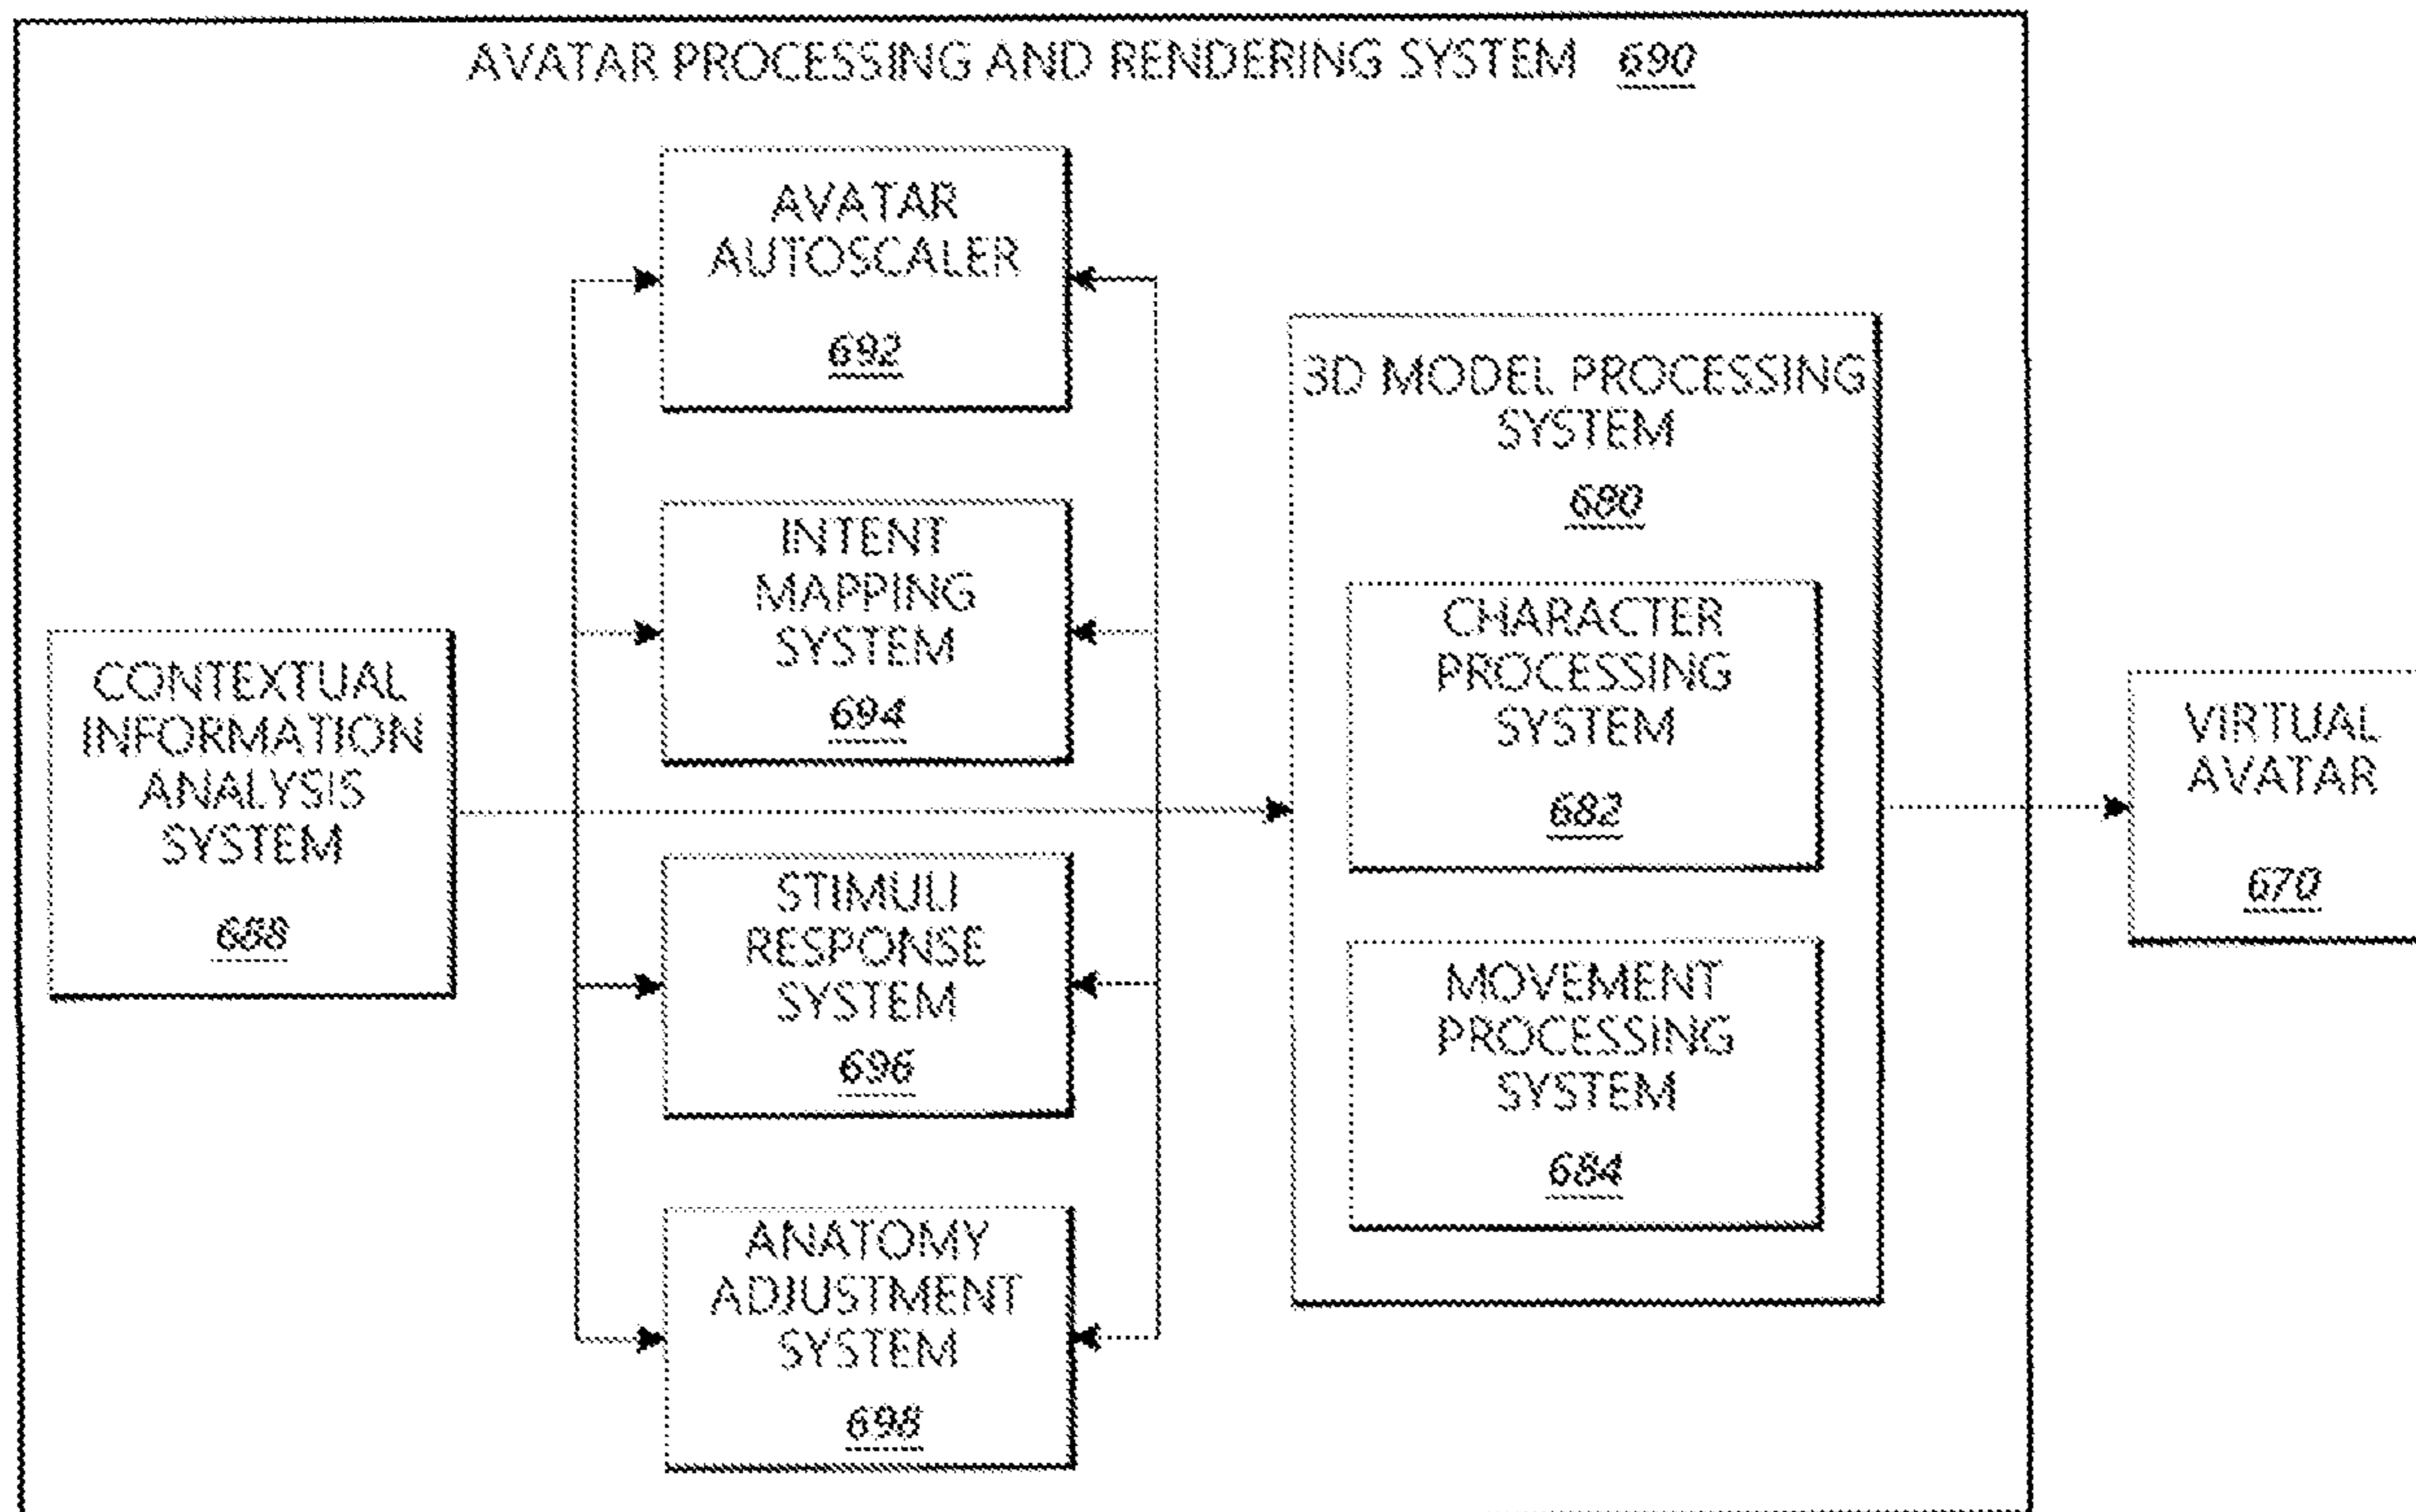 AVATAR PROCESSING AND RENDERING SYSTEM 690
AVATAR
AUTOSCALER
692
INTENT
MAPPING
SYSTEM
694
CONTEXTUAL
INFORMATION
ANALYSIS
SYSTEM
688
STIMULI
RESPONSE
SYSTEM
696
ANATOMY
ADJUSTMENT
SYSTEM
698
3D MODEL PROCESSING
SYSTEM
680
CHARACTER
PROCESSING
SYSTEM
682
MOVEMENT
PROCESSING
SYSTEM
684
VIRTUAL
AVATAR
670